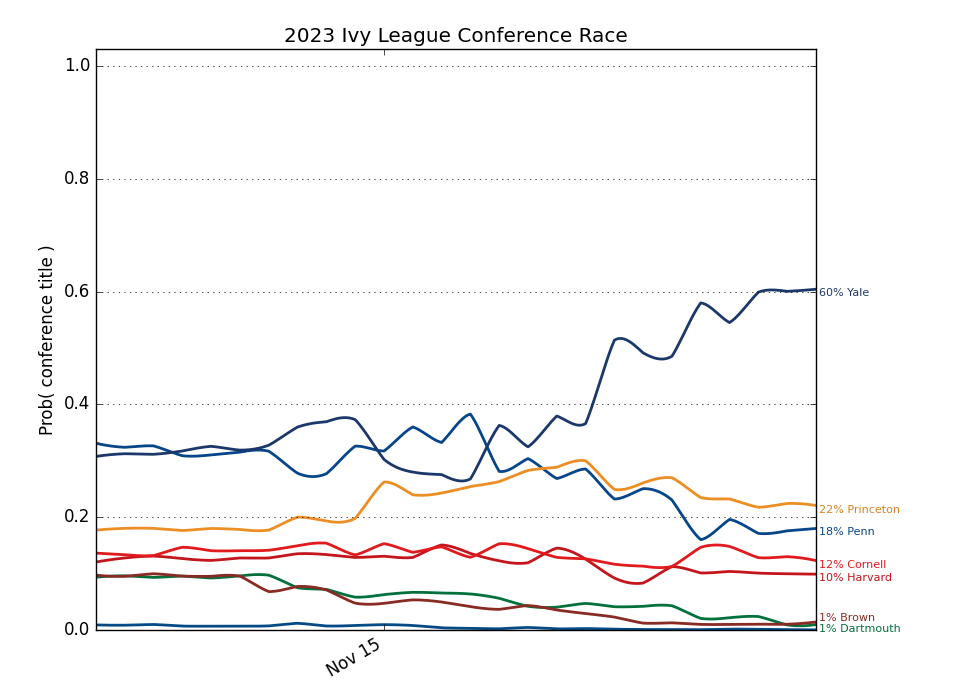 2023 Ivy League Conference Race
Prob( conference title )
1.0
0.8
0.6
0.4
0.2
0.0
Nov 15
60% Yale
22% Princeton
18% Penn
12% Cornell
10% Harvard
1% Brown
1% Dartmouth